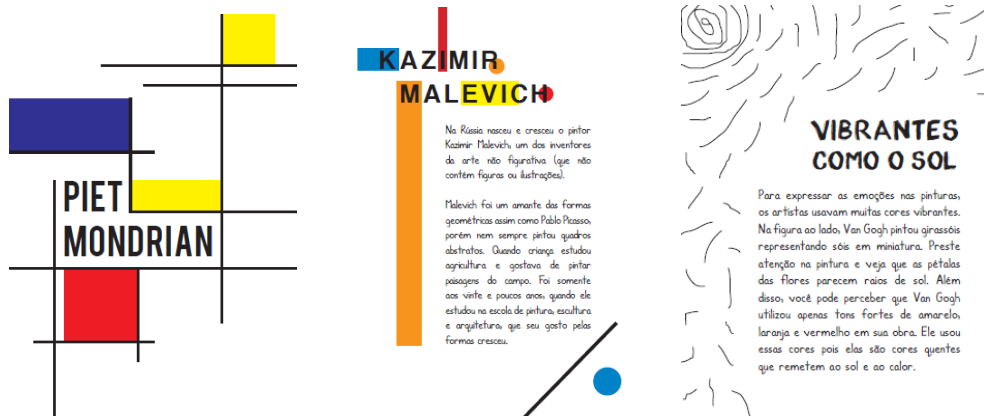 PIET
MONDRIAN
KAZIMIR
MALEVICH
Na Rússia nasceu e cresceu o pintor
Kazimir Malevich, um dos inventores
da arte não figurativa (que não
contém figuras ou ilustrações).
Malevich foi um amante das formas
geométricas assim como Pablo Picasso,
porém nem sempre pintou quadros
abstratos. Quando criança estudou
agricultura e gostava de pintar
paisagens do campo. Foi somente
aos vinte e poucos anos, quando ele
estudou na escola de pintura, escultura
e arquitetura, que seu gosto pelas
formas cresceu.
VIBRANTES
COMO O SOL
Para expressar as emoções nas pinturas,
os artistas usavam muitas cores vibrantes.
Na figura ao lado, Van Gogh pintou girassóis
representando sóis em miniatura. Preste
atenção na pintura e veja que as pétalas
das flores parecem raios de sol. Além
disso, você pode perceber que Van Gogh
utilizou apenas tons fortes de amarelo,
laranja e vermelho em sua obra. Ele usou
essas cores pois elas são cores quentes
que remetem ao sol e ao calor.